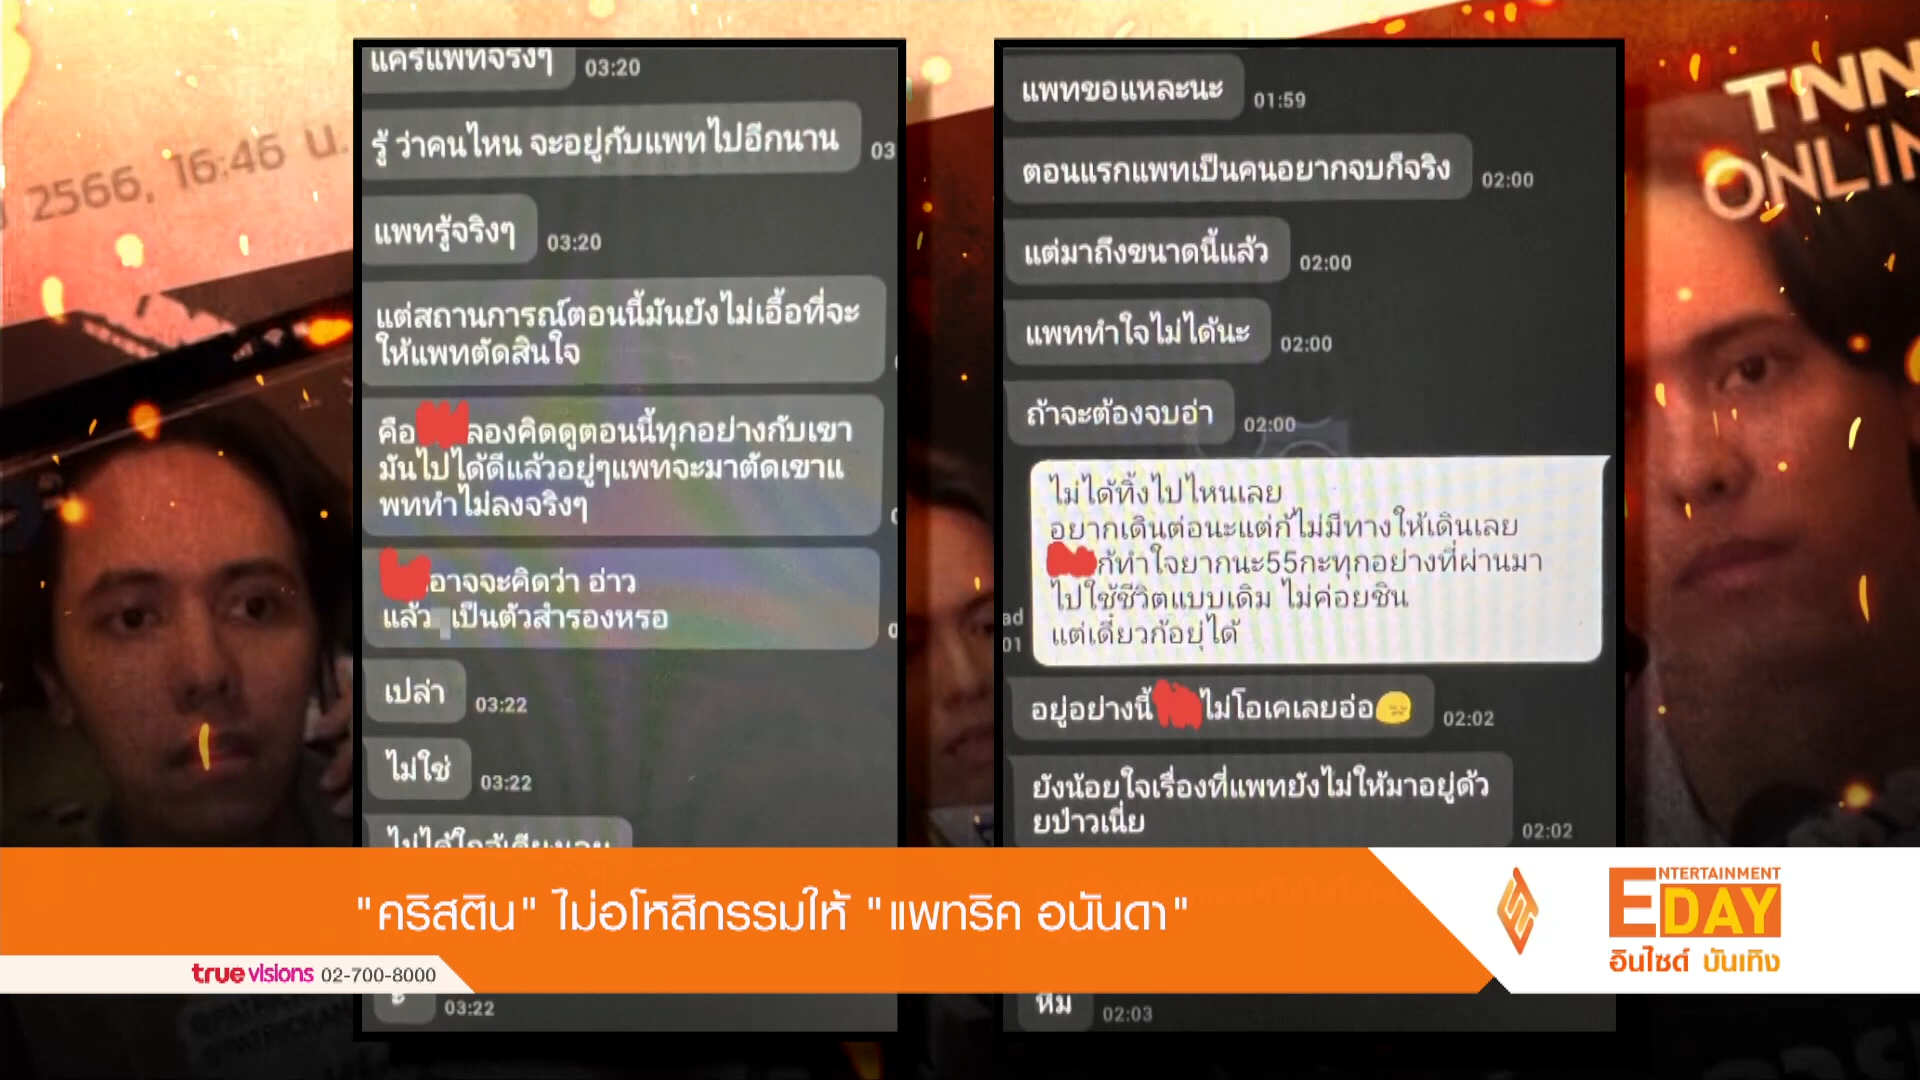 2566, 16:46 น.
TNN
ONLIN
แคร์แพทจริงๆ
03:20
รู้ ว่าคนไหน จะอยู่กับแพทไปอีกนาน
03
แพทรู้จริงๆ
03:20
แต่สถานการณ์ตอนนี้มันยังไม่เอื้อที่จะ
ให้แพทตัดสินใจ
คือ ลองคิดดูตอนนี้ทุกอย่างกับเขา
มันไปได้ดีแล้วอยู่ๆแพทจะมาตัดเขาแ
พททำไม่ลงจริงๆ
อาจจะคิดว่า อ่าว
แล้ว เป็นตัวสำรองหรอ
เปล่า
03:22
ไม่ใช่
03:22
03:22
แพทขอแหละนะ
01:59
ตอนแรกแพทเป็นคนอยากจบก็จริง
02:00
แต่มาถึงขนาดนี้แล้ว
02:00
แพททำใจไม่ได้นะ
02:00
ถ้าจะต้องจบอ่า
02:00
ไม่ได้ทิ้งไปไหนเลย
อยากเดินต่อนะแต่ก้ไม่มีทางให้เดินเลย
ก้ทำใจยากนะ55กะทุกอย่างที่ผ่านมา
ไปใช้ชีวิตแบบเดิม ไม่ค่อยชิน
แต่เดี๋ยวก้อยุ่ได้
ad
01
อยู่อย่างนี้ ไม่โอเคเลยอ่อ
02:02
ยังน้อยใจเรื่องที่แพทยังไม่ให้มาอยู่ด้ว
ยป่าวเนี่ย
02:02
หืม
02:03
"คริสติน" ไม่อโหสิกรรมให้ "แพทริค อนันดา"
true visions 02-700-8000
ENTERTAINMENT
DAY
อินไซด์ บันเทิง